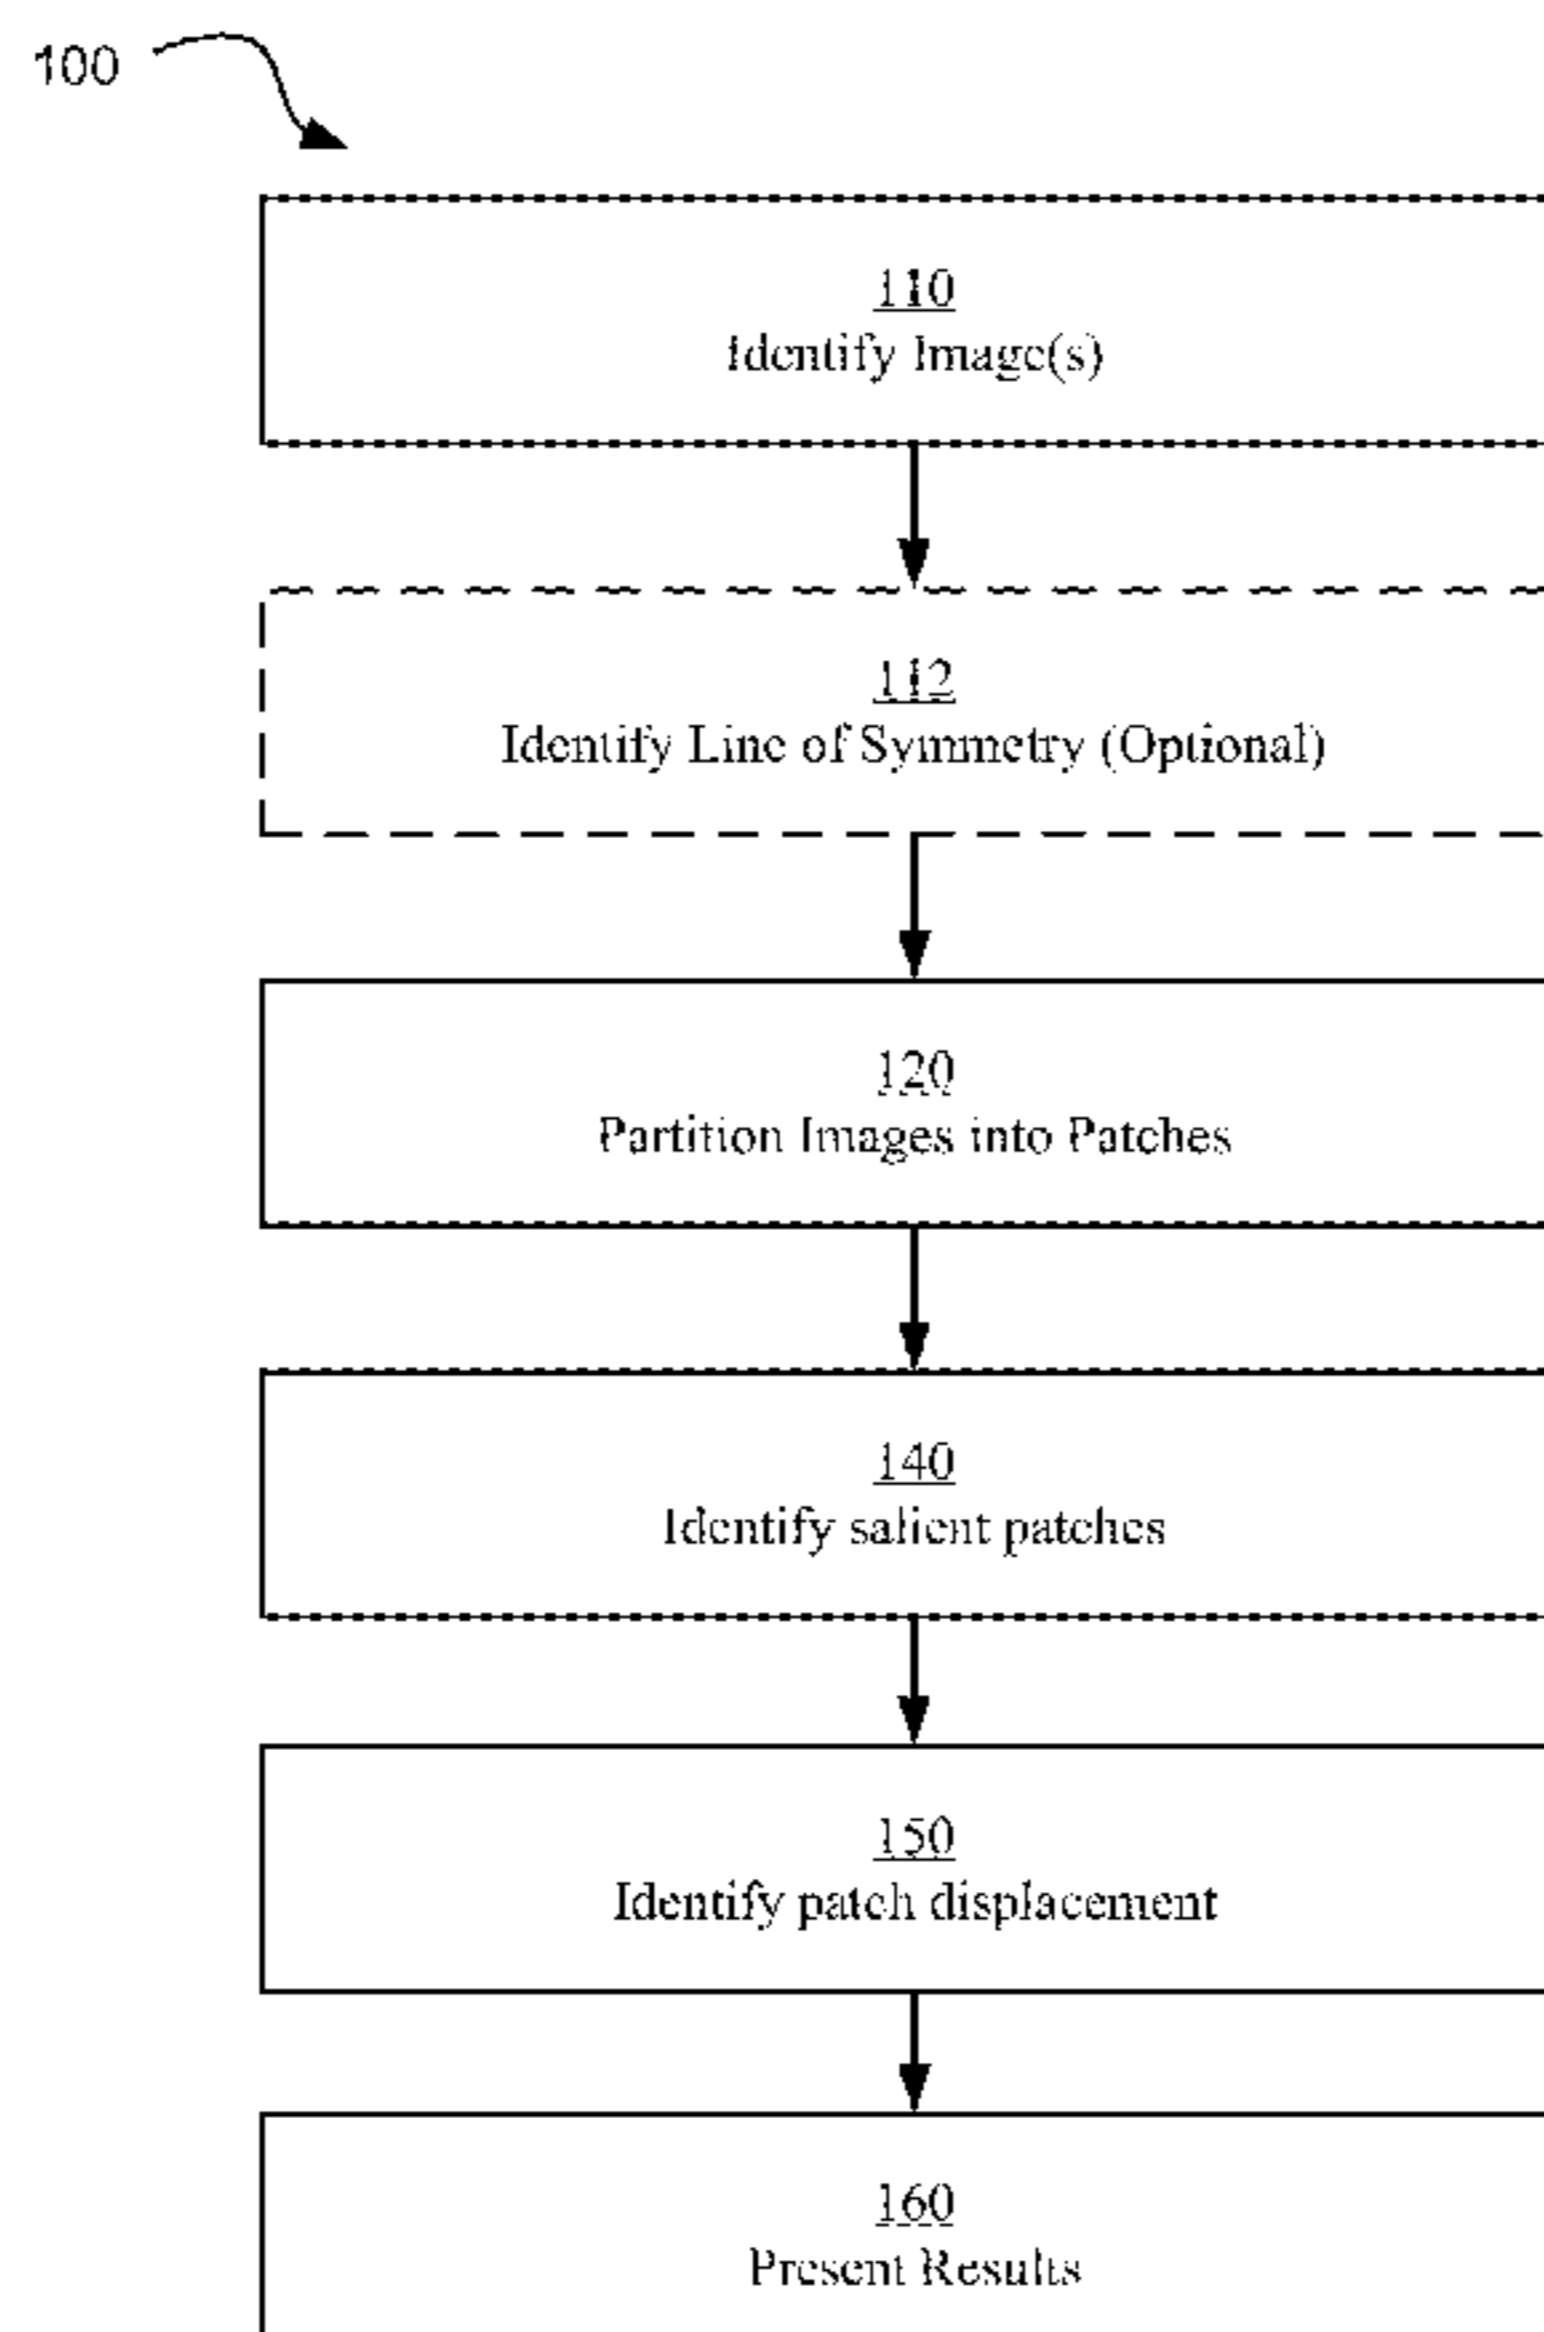 100
110
Identify Image(s)
112
Identify Line of Symmetry (Optional)
120
Partition Images into Patches
140
Identify salient patches
150
Identify patch displacement
160
Present Results